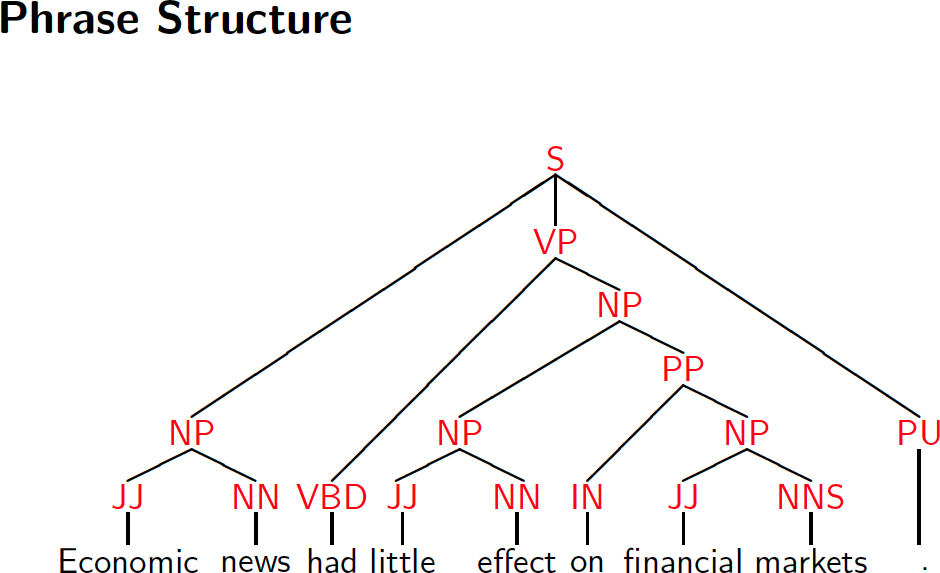 Phrase Structure
S
VP
NP
PP
NP NP NP PU
JJ NN VBD JJ NN IN JJ NNS
Economic news had little effect on financial markets .